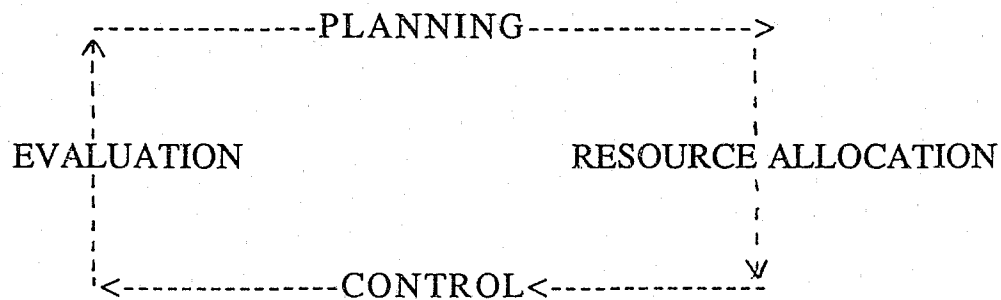 PLANNING
EVALUATION RESOURCE ALLOCATION
CONTROL